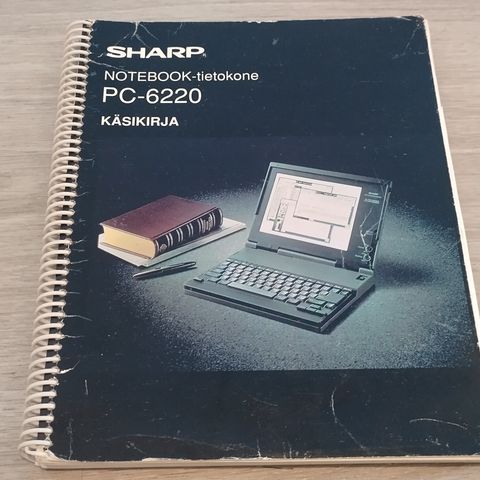 SHARP
NOTEBOOK-tietokone
PC-6220
KÄSIKIRJA